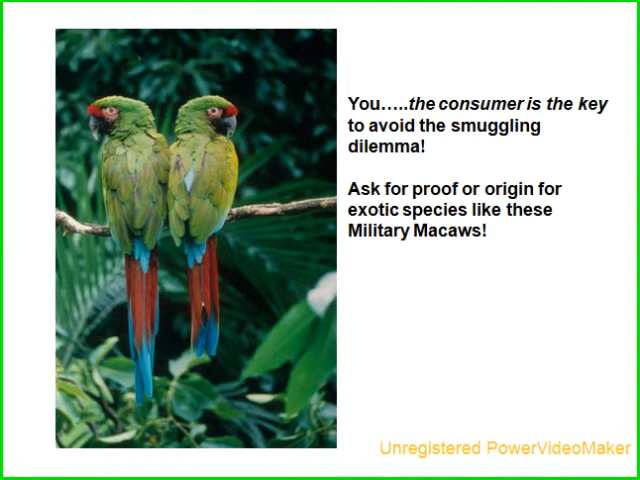 You…..the consumer is the key
to avoid the smuggling
dilemma!
Ask for proof or origin for
exotic species like these
Military Macaws!
Unregistered PowerVideoMaker